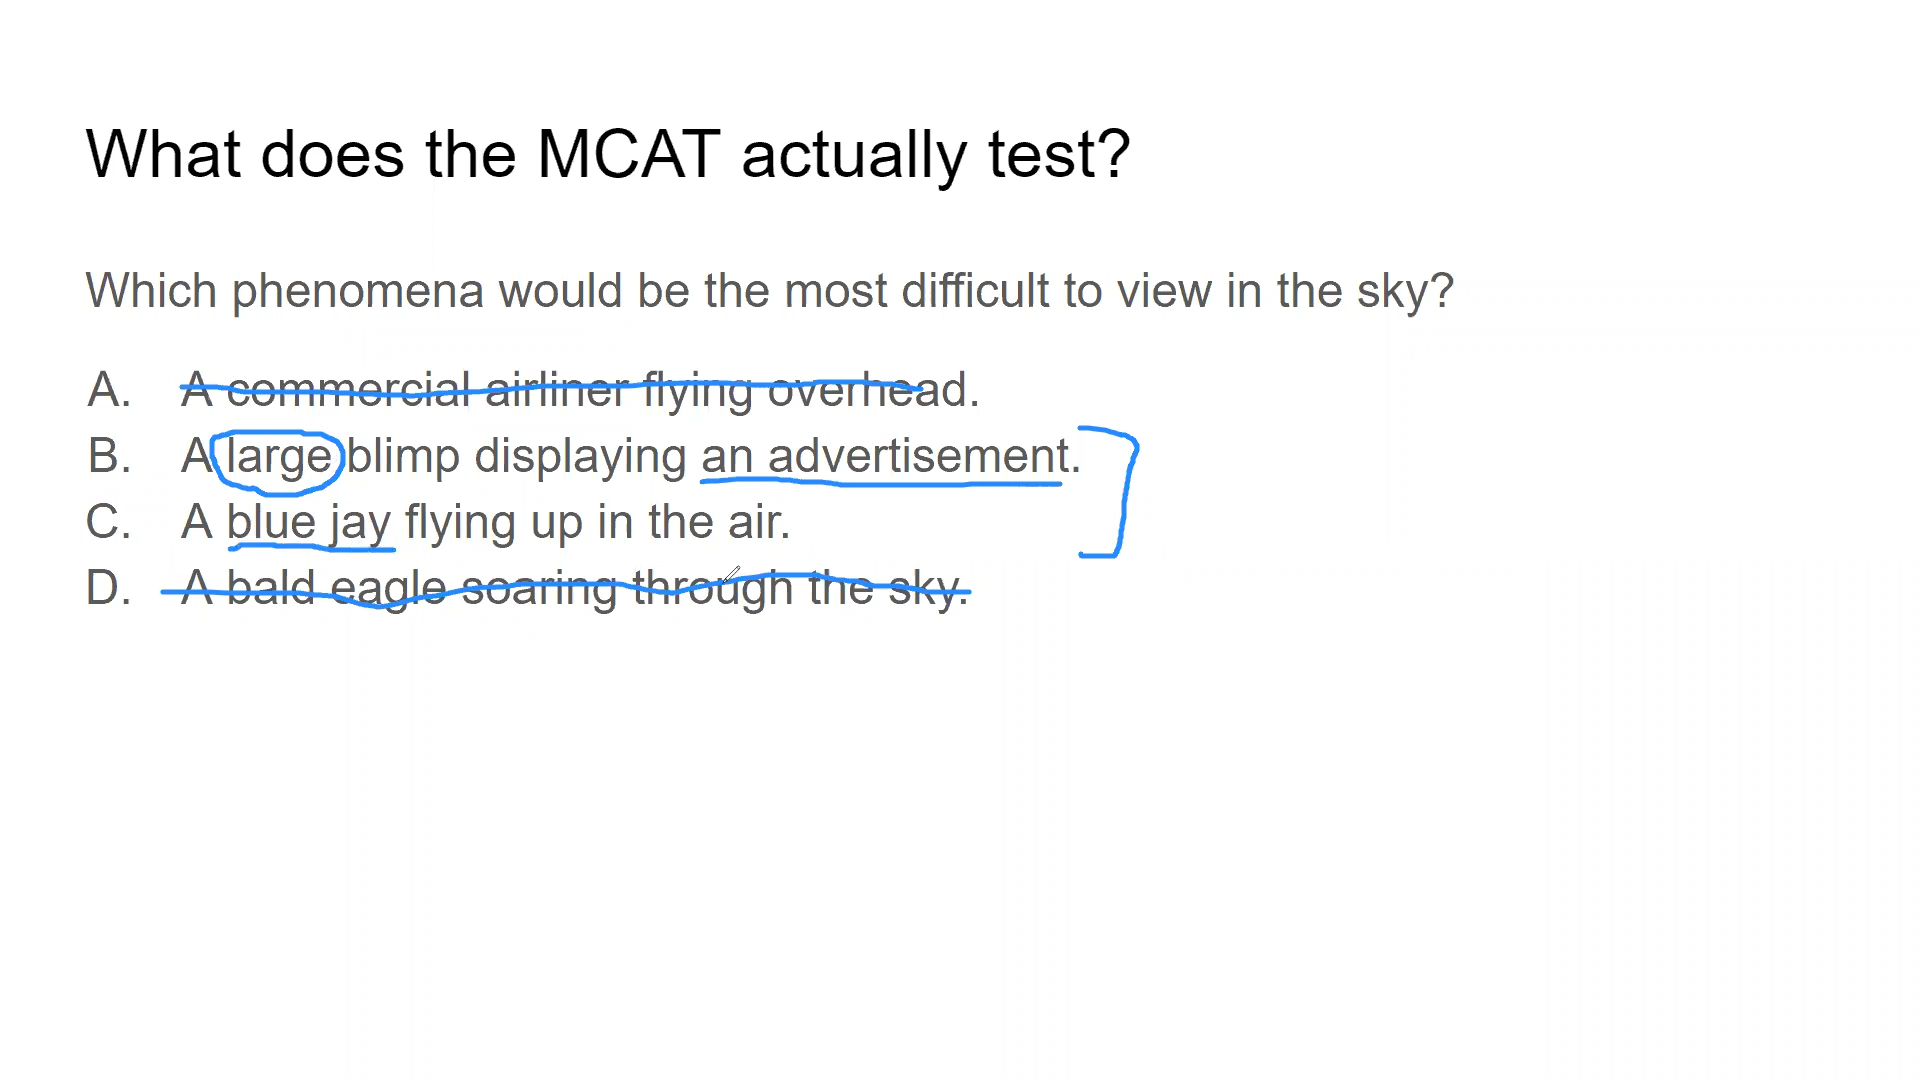 What does the MCAT actually test?
Which phenomena would be the most difficult to view in the sky?
A. A commercial airliner flying overhead.
B. A large blimp displaying an advertisement.
C. A blue jay flying up in the air.
D. A bald eagle soaring through the sky.